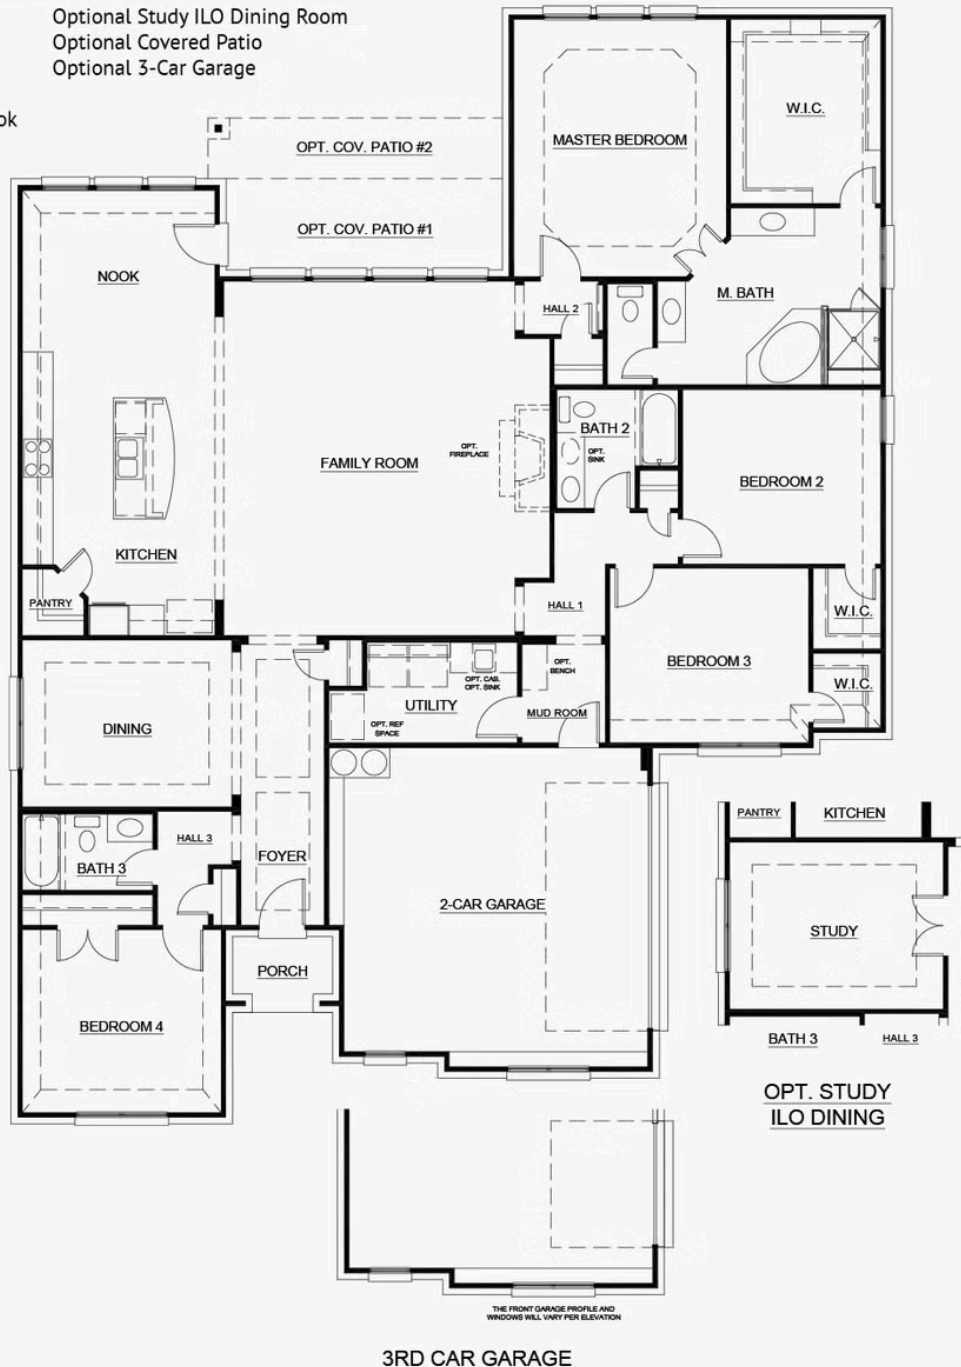 Optional Study ILO Dining Room
Optional Covered Patio
Optional 3-Car Garage
ok
W.I.C.
MASTER BEDROOM
OPT. COV. PATIO #2
OPT. COV. PATIO #1
NOOK
M. BATH
HALL 2
BATH 2
OPT.
SINK
OPT.
FIREPLACE
FAMILY ROOM
BEDROOM 2
KITCHEN
PANTRY
HALL 1
W.I.C.
BEDROOM 3
OPT.
BENCH
OPT. CAB.
OPT. SINK
W.I.C.
UTILITY
MUD ROOM
OPT. REF
SPACE
DINING
HALL 3
BATH 3
FOYER
2-CAR GARAGE
PORCH
BEDROOM 4
PANTRY
KITCHEN
STUDY
BATH 3
HALL 3
OPT. STUDY
ILO DINING
THE FRONT GARAGE PROFILE AND
WINDOWS WILL VARY PER ELEVATION
3RD CAR GARAGE